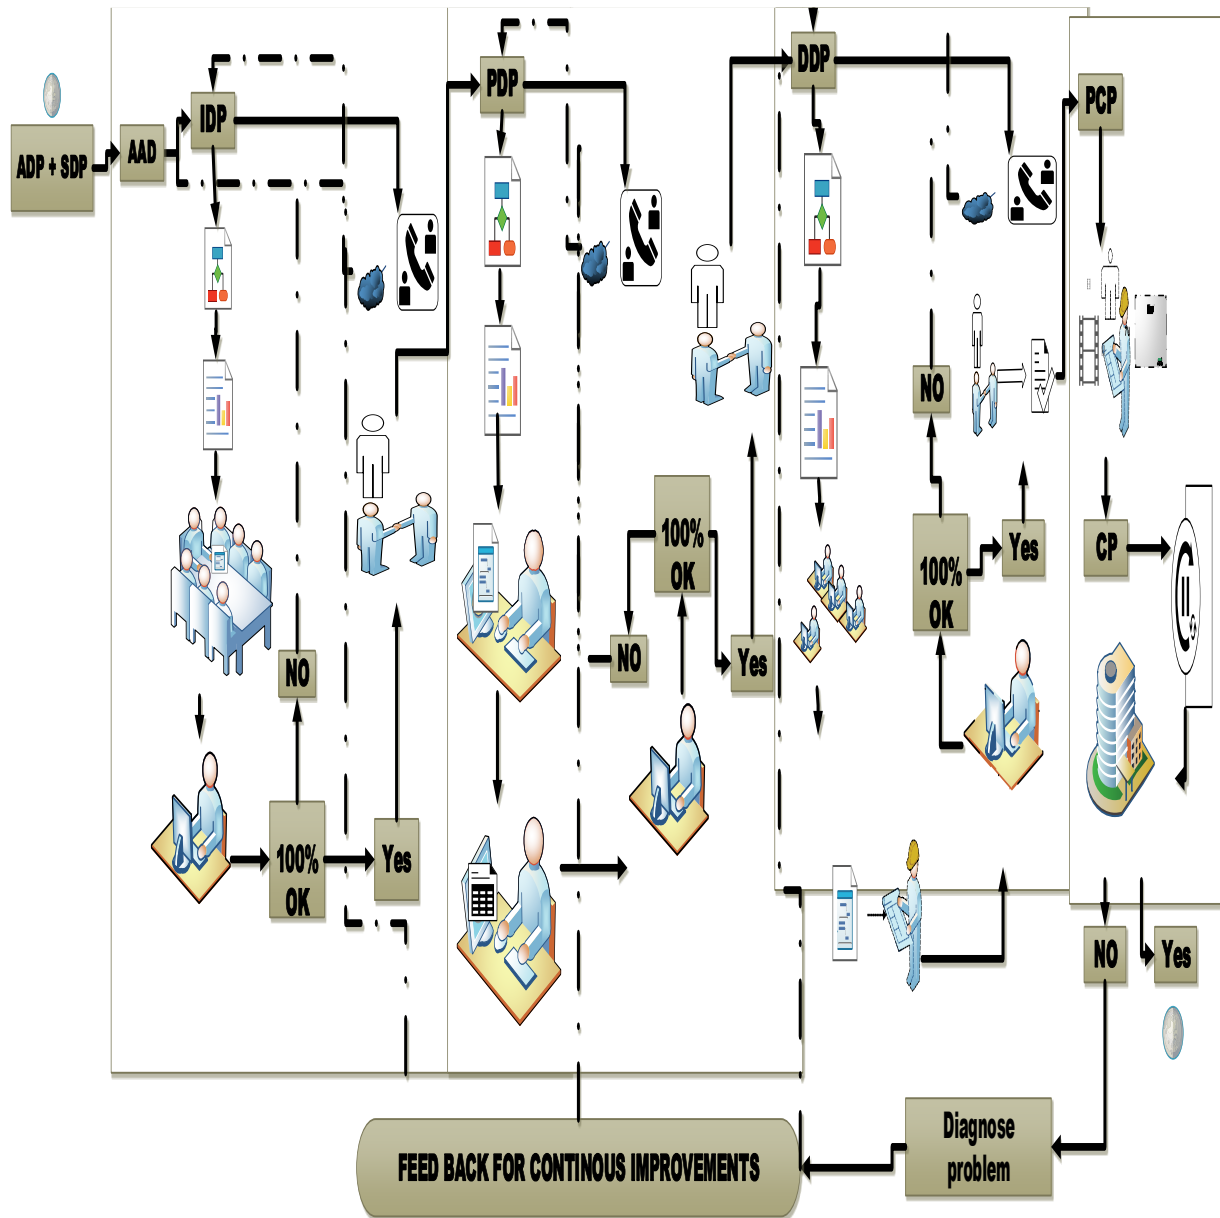 ADP + SDP
AAD
IDP
NO
100%
OK
Yes
PDP
100%
OK
NO
Yes
DDP
NO
100%
OK
Yes
PCP
CP
NO
Yes
Diagnose
problem
FEED BACK FOR CONTINOUS IMPROVEMENTS